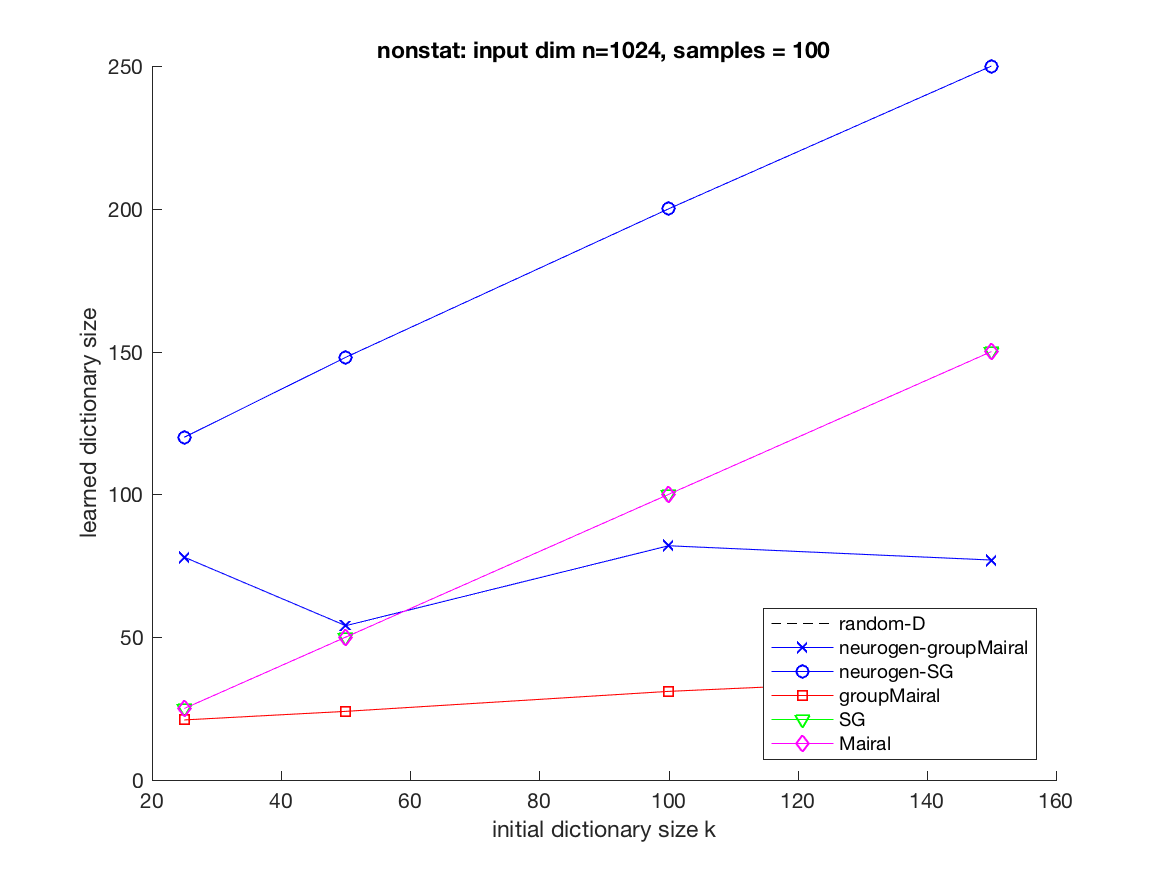 nonstat: input dim n=1024, samples = 100
250
200
150
100
50
0
learned dictionary size
random-D
neurogen-groupMairal
neurogen-SG
groupMairal
SG
Mairal
20 40 60 80 100 120 140 160
initial dictionary size k